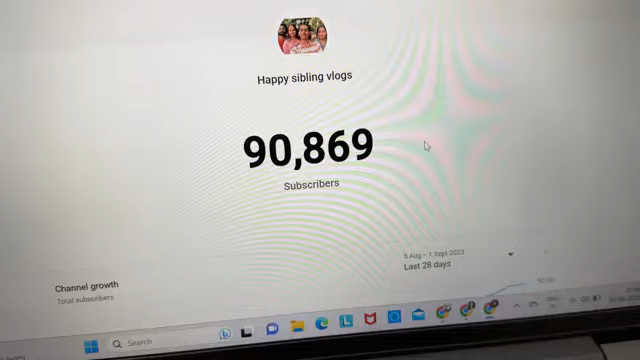 Happy sibling vlogs
90,869
Subscribers
5 Aug – 1 Sept 2023
Last 28 days
Channel growth
Total subscribers
Search
sunny